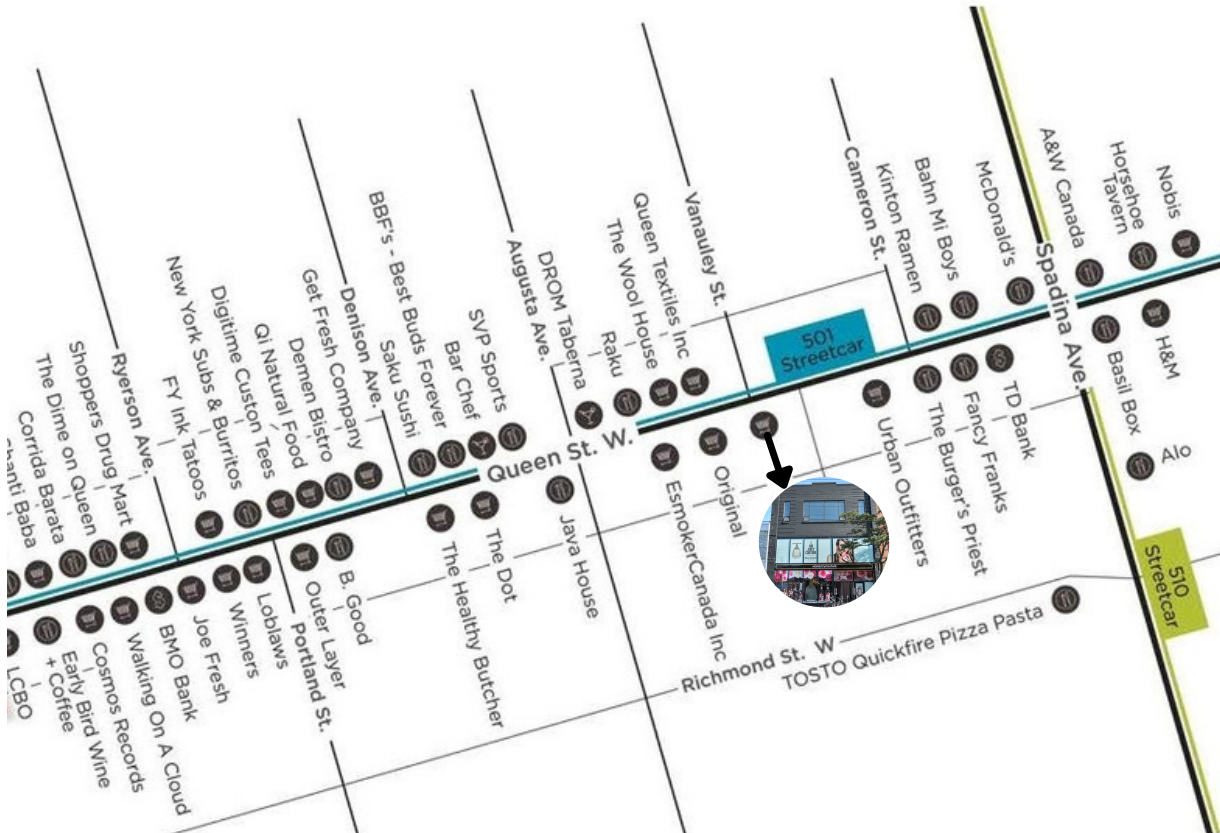 Ryerson Ave.
Denison Ave.
Augusta Ave.
Vanauley St.
Cameron St.
Spadina Ave.
Baba
Corrida Barata
The Dime on Queen
Shoppers Drug Mart
FY Ink Tatoos
New York Subs & Burritos
Digitime Custon Tees
Qi Natural Food
Demen Bistro
Get Fresh Company
Saku Sushi
BBF's - Best Buds Forever
Bar Chef
SVP Sports
DROM Taberna
Raku
The Wool House
Queen Textiles Inc
Kinton Ramen
Bahn Mi Boys
McDonald's
A&W Canada
Horsehoe
Tavern
Nobis
501
Streetcar
Queen St. W.
LCBO
Early Bird Wine
+ Coffee
Cosmos Records
Walking On A Cloud
BMO Bank
Joe Fresh
Winners
Loblaws
Portland St.
Outer Layer
B. Good
The Healthy Butcher
The Dot
Java House
EsmokerCanada Inc
Original
Urban Outfitters
The Burger's Priest
Fancy Franks
TD Bank
Basil Box
H&M
Alo
510
Streetcar
Richmond St. W
TOSTO Quickfire Pizza Pasta